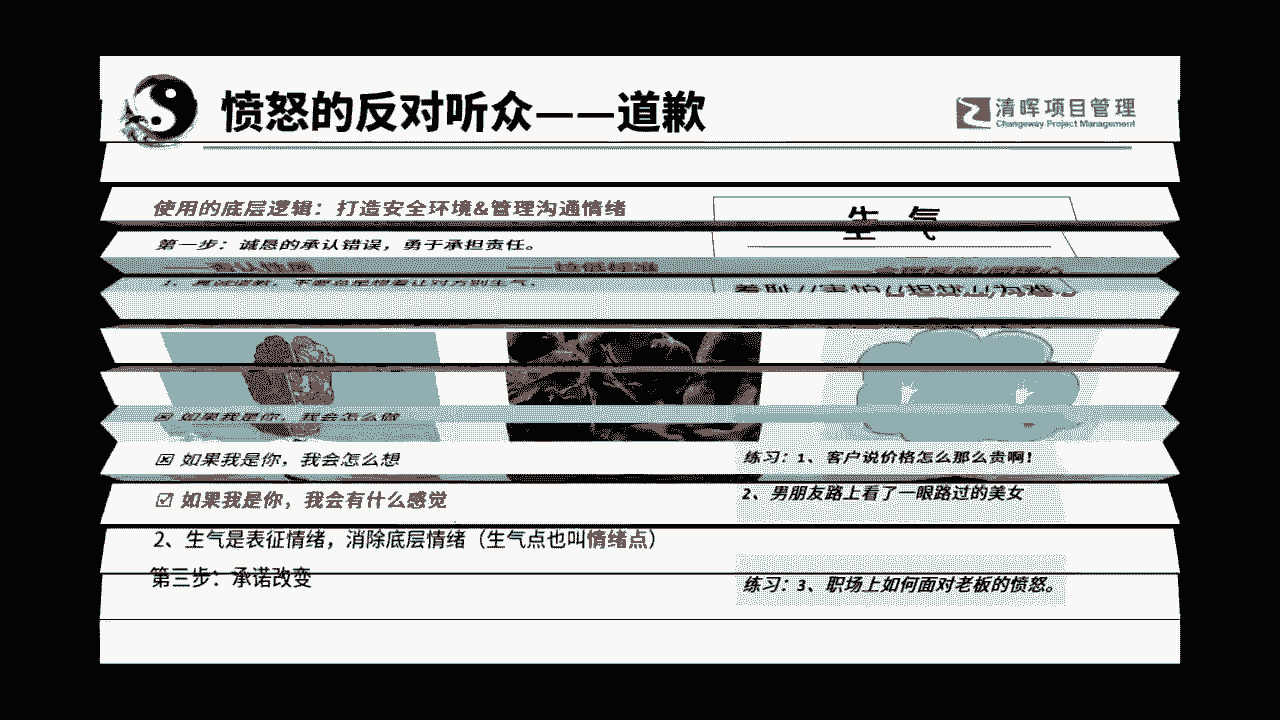 愤怒的反对听众——道歉
清晖项目管理
Changeway Project Management
使用的底层逻辑：打造安全环境&管理沟通情绪
生 气
第一步：诚恳的承认错误，勇于承担责任。
☒ 如果我是你，我会怎么做
☒ 如果我是你，我会怎么想
练习：1、客户说价格怎么那么贵啊！
☑ 如果我是你，我会有什么感觉
2、男朋友路上看了一眼路过的美女
2、生气是表征情绪，消除底层情绪（生气点也叫情绪点）
第三步：承诺改变
练习：3、职场上如何面对老板的愤怒。